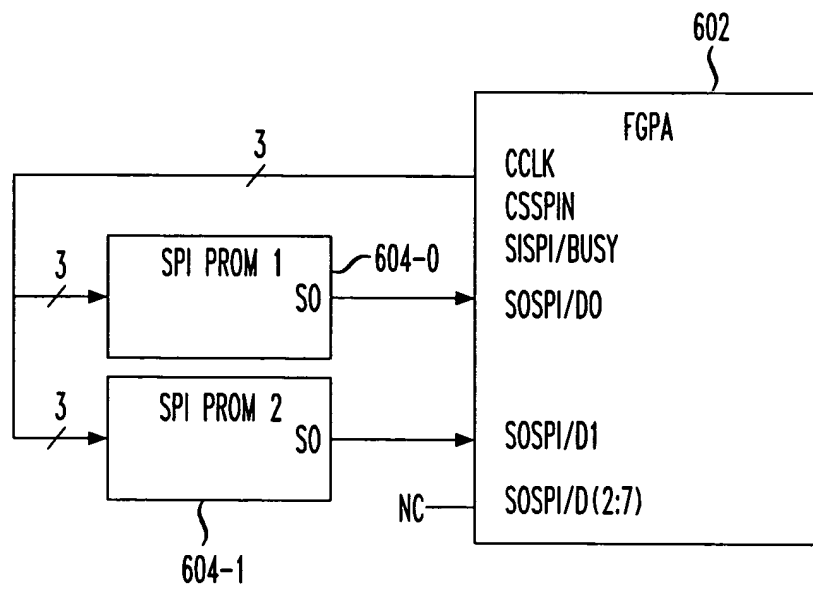 602
FGPA
3
CCLK
CSSPIN
SISPI/BUSY
3
SPI PROM 1
604-0
SO
SOSPI/D0
3
SPI PROM 2
SO
SOSPI/D1
NC
SOSPI/D(2:7)
604-1